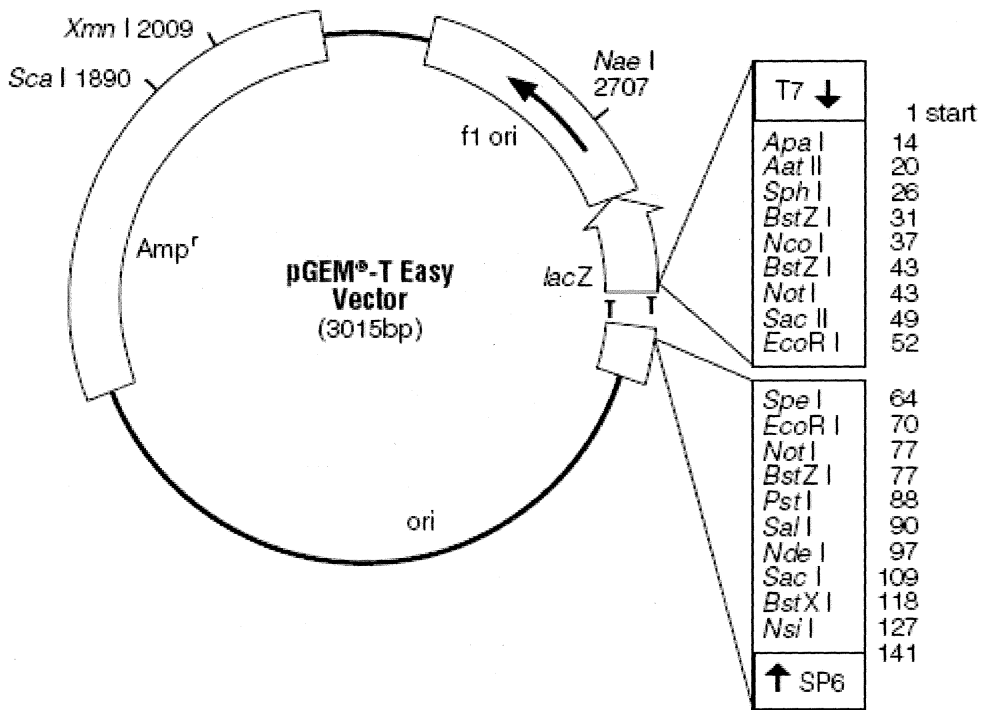 Xmn I 2009
Sca I 1890
Nae I
2707
f1 ori
Ampʳ
pGEM®-T Easy
Vector
(3015bp)
lacZ
T T
ori
T7 ↓
1 start
Apa I 14
Aat II 20
Sph I 26
BstZ I 31
Nco I 37
BstZ I 43
Not I 43
Sac II 49
EcoR I 52
Spe I 64
EcoR I 70
Not I 77
BstZ I 77
Pst I 88
Sal I 90
Nde I 97
Sac I 109
BstX I 118
Nsi I 127
141
↑ SP6